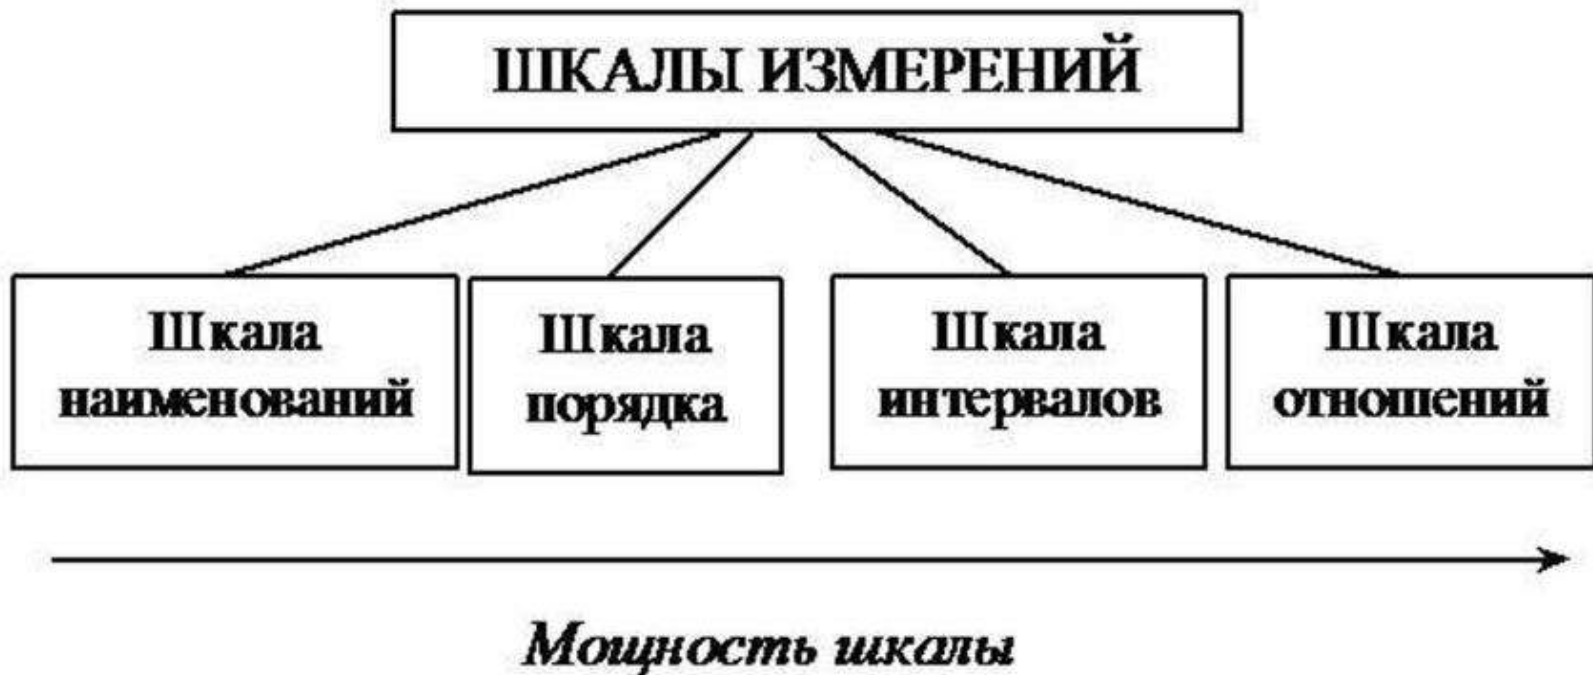 ШКАЛЫ ИЗМЕРЕНИЙ
Шкала
наименований
Шкала
порядка
Шкала
интервалов
Шкала
отношений
Мощность шкалы